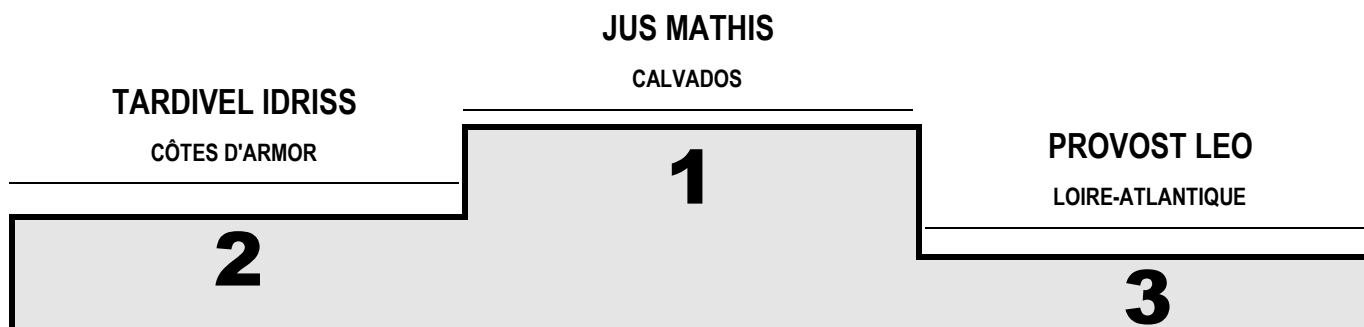 JUS MATHIS
CALVADOS
TARDIVEL IDRISS
CÔTES D'ARMOR
PROVOST LEO
LOIRE-ATLANTIQUE
1
2
3